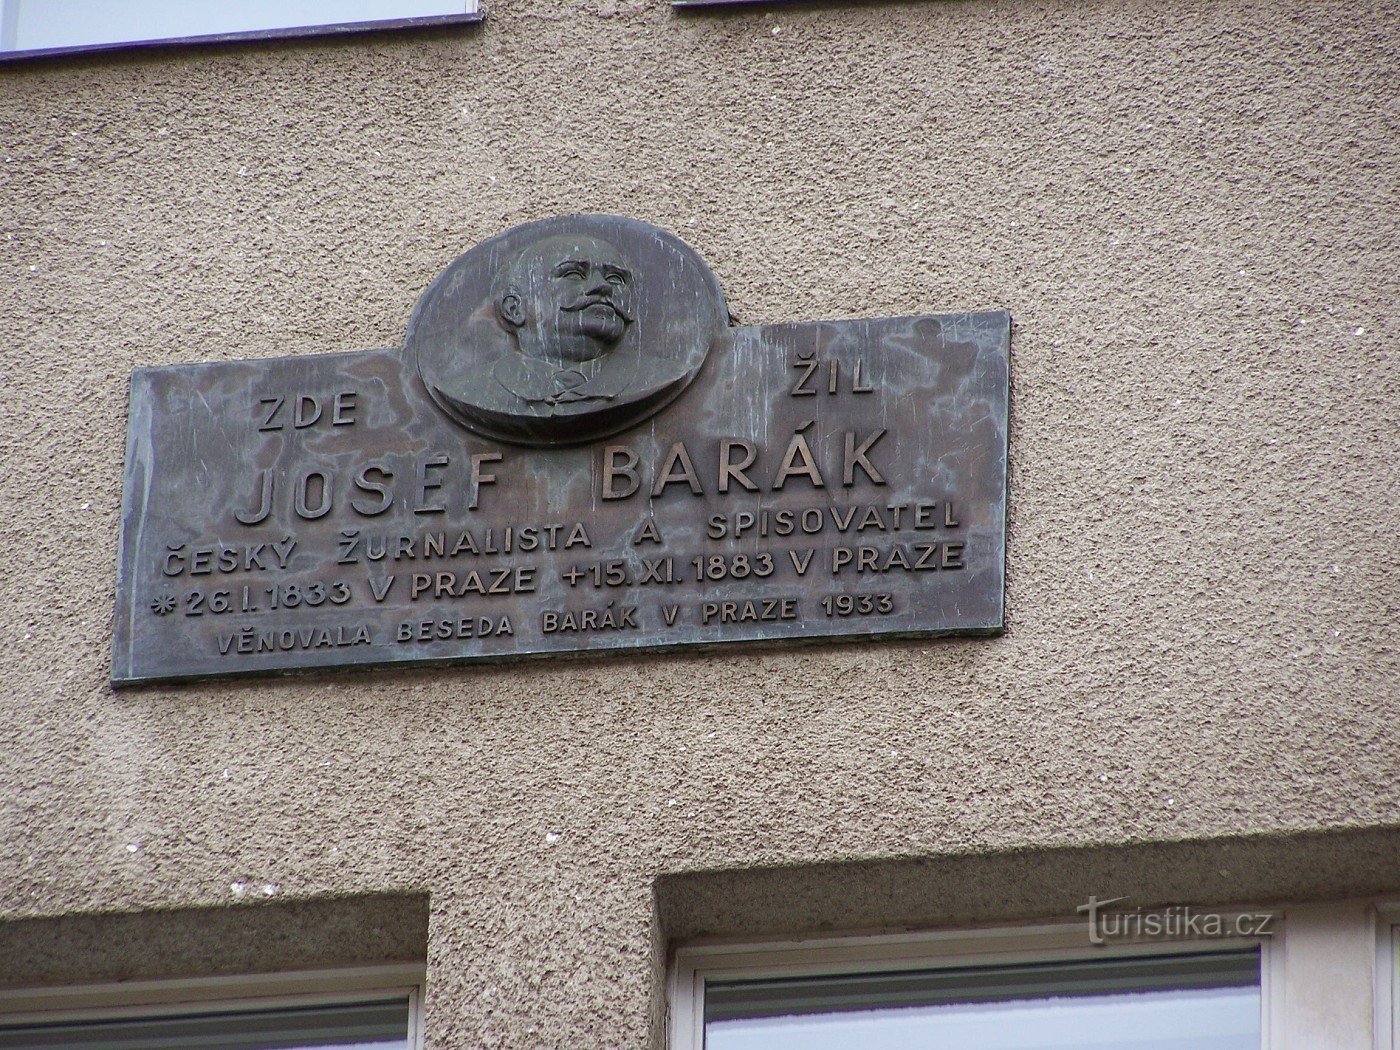 ZDE ŽIL
JOSEF BARÁK
ČESKÝ ŽURNALISTA A SPISOVATEL
* 26. I. 1833 V PRAZE + 15. XI. 1883 V PRAZE
VĚNOVALA BESEDA BARÁK V PRAZE 1933
Turistika.cz